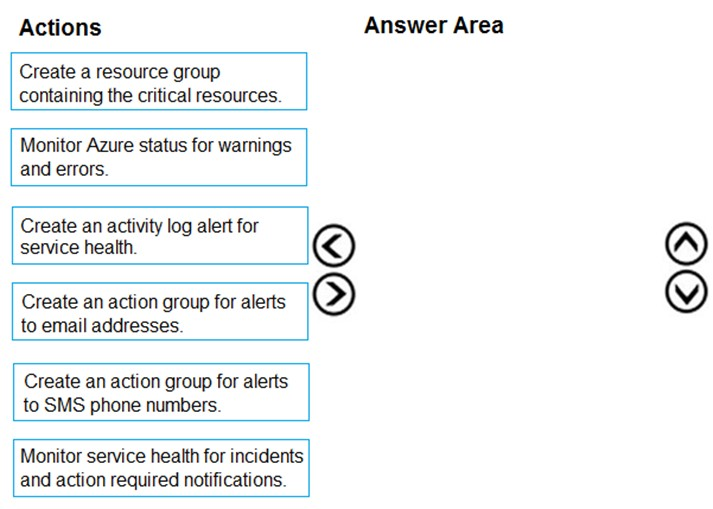 Actions
Answer Area
Create a resource group
containing the critical resources.
Monitor Azure status for warnings
and errors.
Create an activity log alert for
service health.
Create an action group for alerts
to email addresses.
Create an action group for alerts
to SMS phone numbers.
Monitor service health for incidents
and action required notifications.